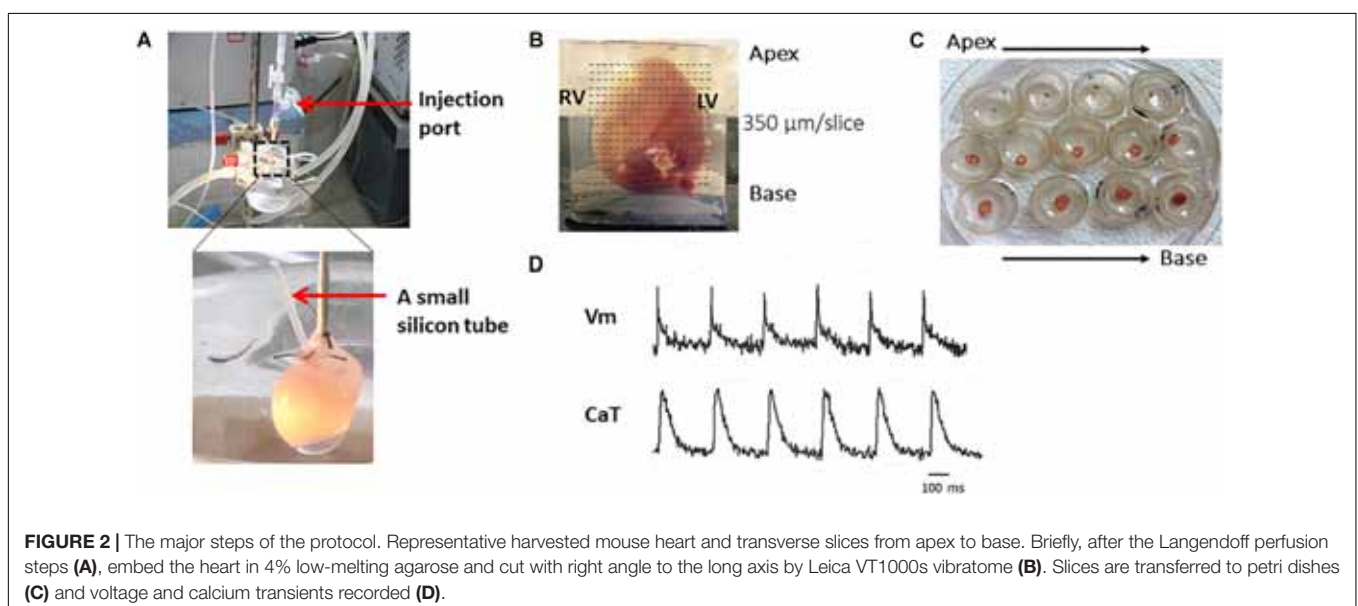 A
Injection
port
A small
silicon tube
B
Apex
RV
LV
350 µm/slice
Base
C
Apex
Base
D
Vm
CaT
100 ms
FIGURE 2 | The major steps of the protocol. Representative harvested mouse heart and transverse slices from apex to base. Briefly, after the Langendoff perfusion
steps (A), embed the heart in 4% low-melting agarose and cut with right angle to the long axis by Leica VT1000s vibratome (B). Slices are transferred to petri dishes
(C) and voltage and calcium transients recorded (D).